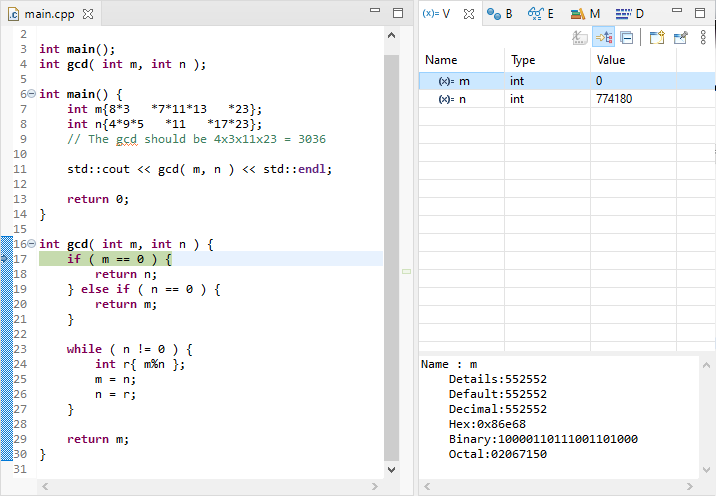 main.cpp
2
3 int main();
4 int gcd( int m, int n );
5
6 int main() {
7     int m{8*3   *7*11*13   *23};
8     int n{4*9*5   *11   *17*23};
9     // The gcd should be 4x3x11x23 = 3036
10
11     std::cout << gcd( m, n ) << std::endl;
12
13     return 0;
14 }
15
16 int gcd( int m, int n ) {
17     if ( m == 0 ) {
18         return n;
19     } else if ( n == 0 ) {
20         return m;
21     }
22
23     while ( n != 0 ) {
24         int r{ m%n };
25         m = n;
26         n = r;
27     }
28
29     return m;
30 }
31
(x)= V B E M D
Name Type Value
(x)= m int 0
(x)= n int 774180
Name : m
    Details:552552
    Default:552552
    Decimal:552552
    Hex:0x86e68
    Binary:10000110111001101000
    Octal:02067150